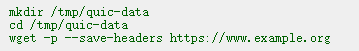 mkdir /tmp/quic-data
cd /tmp/quic-data
wget -p --save-headers https://www.example.org